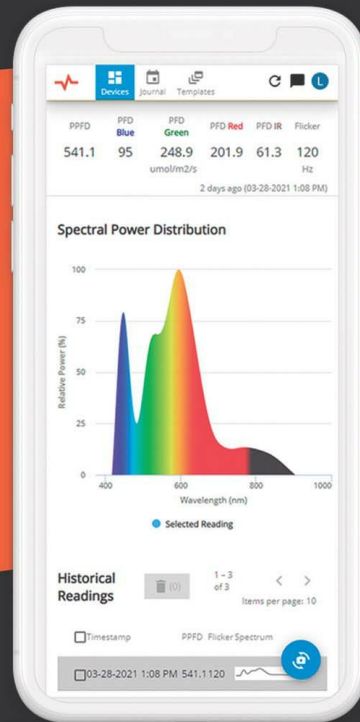 Devices
Journal
Templates
L
PPFD PFD Blue PFD Green PFD Red PFD IR Flicker
541.1 95 248.9 201.9 61.3 120
umol/m2/s Hz
2 days ago (03-28-2021 1:08 PM)
Spectral Power Distribution
Relative Power (%)
100
75
50
25
0
400 600 800 1000
Wavelength (nm)
Selected Reading
Historical Readings
(0)
1 – 3 of 3
Items per page: 10
Timestamp PPFD Flicker Spectrum
03-28-2021 1:08 PM 541.1 120